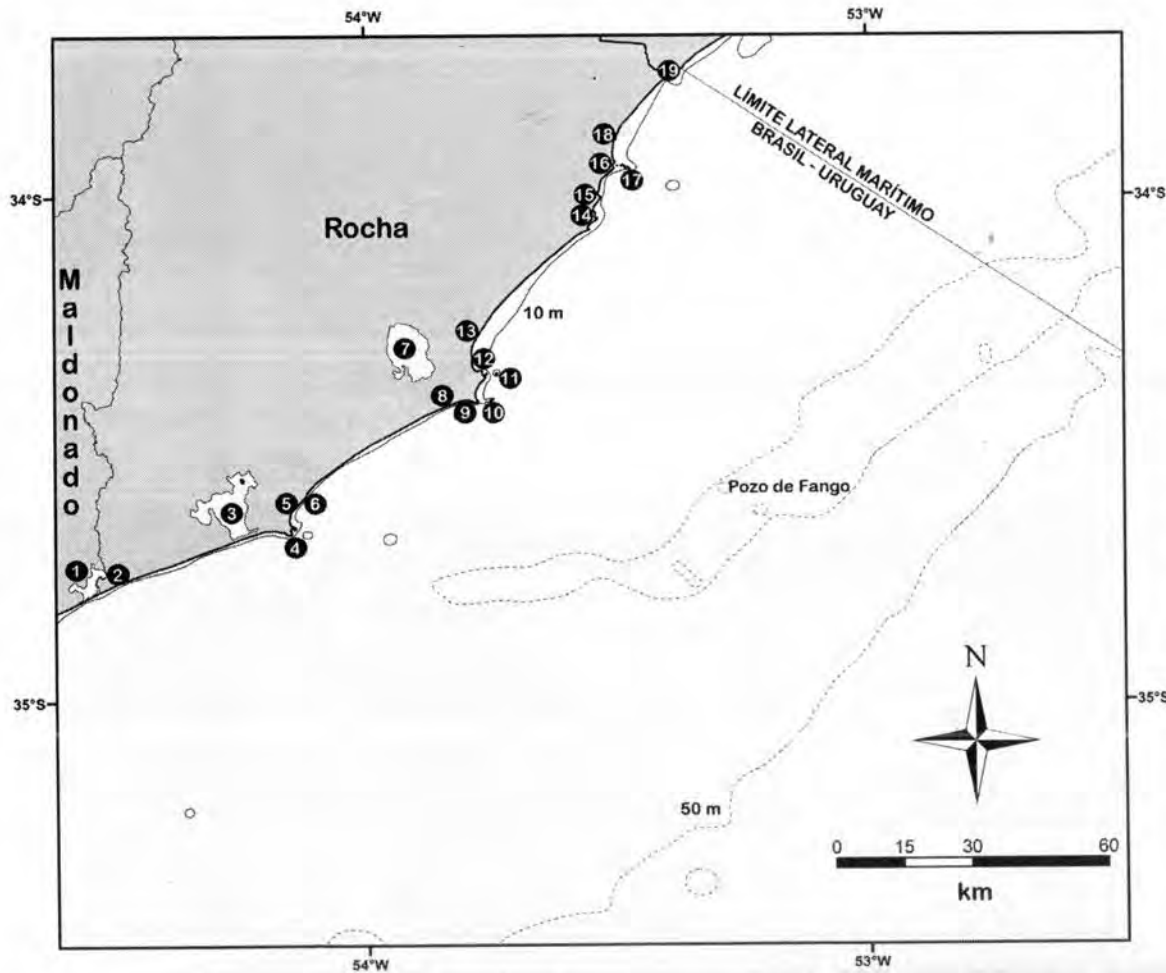 54°W
53°W
19
LÍMITE LATERAL MARÍTIMO
BRASIL - URUGUAY
18
16
17
34°S
34°S
15
14
Rocha
Maldonado
10 m
13
7
12
11
8
9
10
Pozo de Fango
5
6
3
4
1
2
N
35°S
35°S
50 m
0
15
30
60
km
54°W
53°W